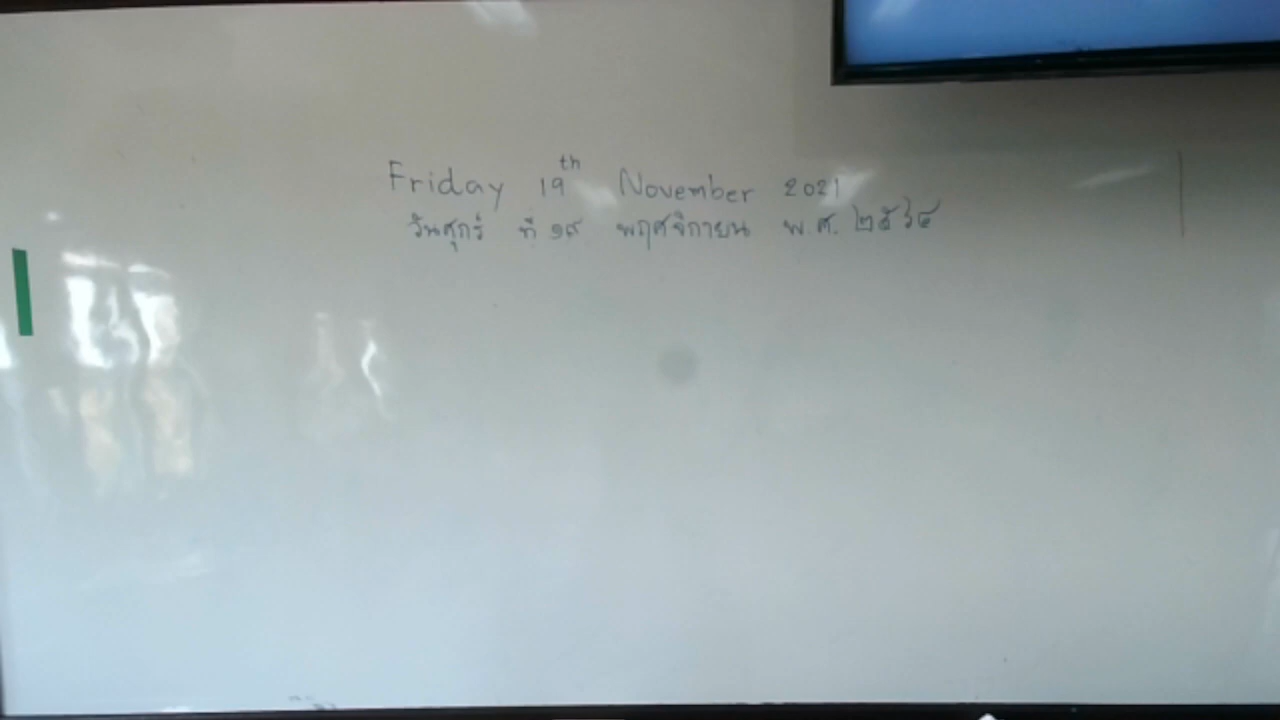 Friday 19th November 2021
วันศุกร์ ที่ ๑๙ พฤศจิกายน พ.ศ. ๒๕๖๔